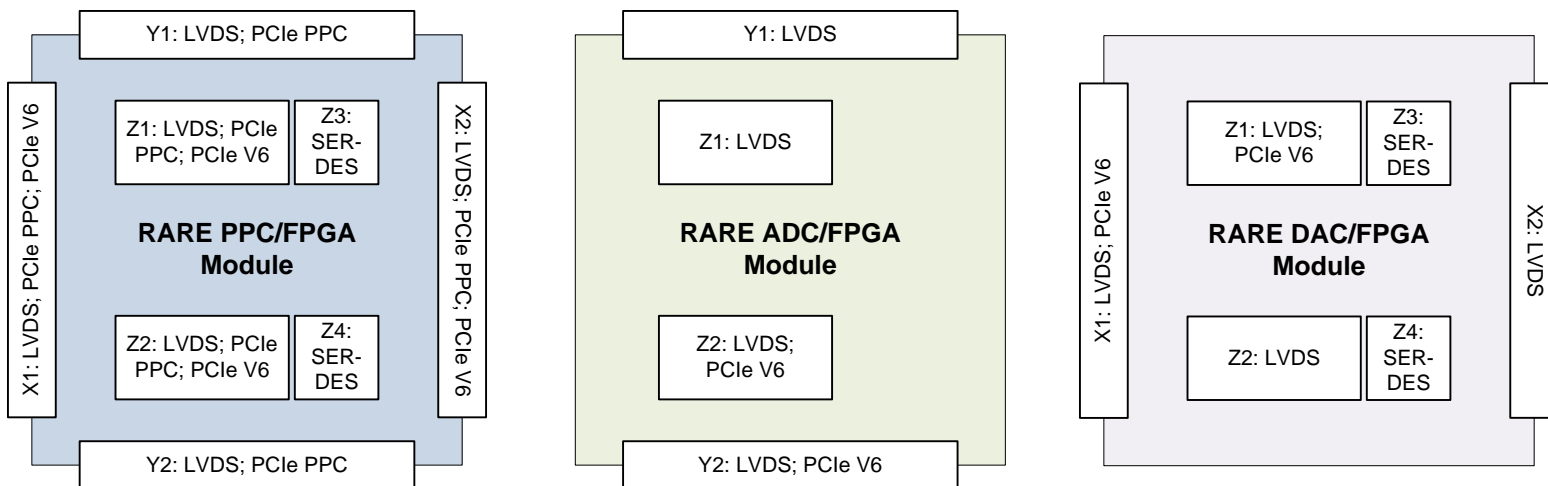 Y1: LVDS; PCIe PPC
X1: LVDS; PCIe PPC; PCIe V6
Z1: LVDS; PCIe
PPC; PCIe V6
Z3:
SER-
DES
X2: LVDS; PCIe PPC; PCIe V6
RARE PPC/FPGA
Module
Z2: LVDS; PCIe
PPC; PCIe V6
Z4:
SER-
DES
Y2: LVDS; PCIe PPC
Y1: LVDS
Z1: LVDS
RARE ADC/FPGA
Module
Z2: LVDS;
PCIe V6
Y2: LVDS; PCIe V6
X1: LVDS; PCIe V6
Z1: LVDS;
PCIe V6
Z3:
SER-
DES
X2: LVDS
RARE DAC/FPGA
Module
Z2: LVDS
Z4:
SER-
DES